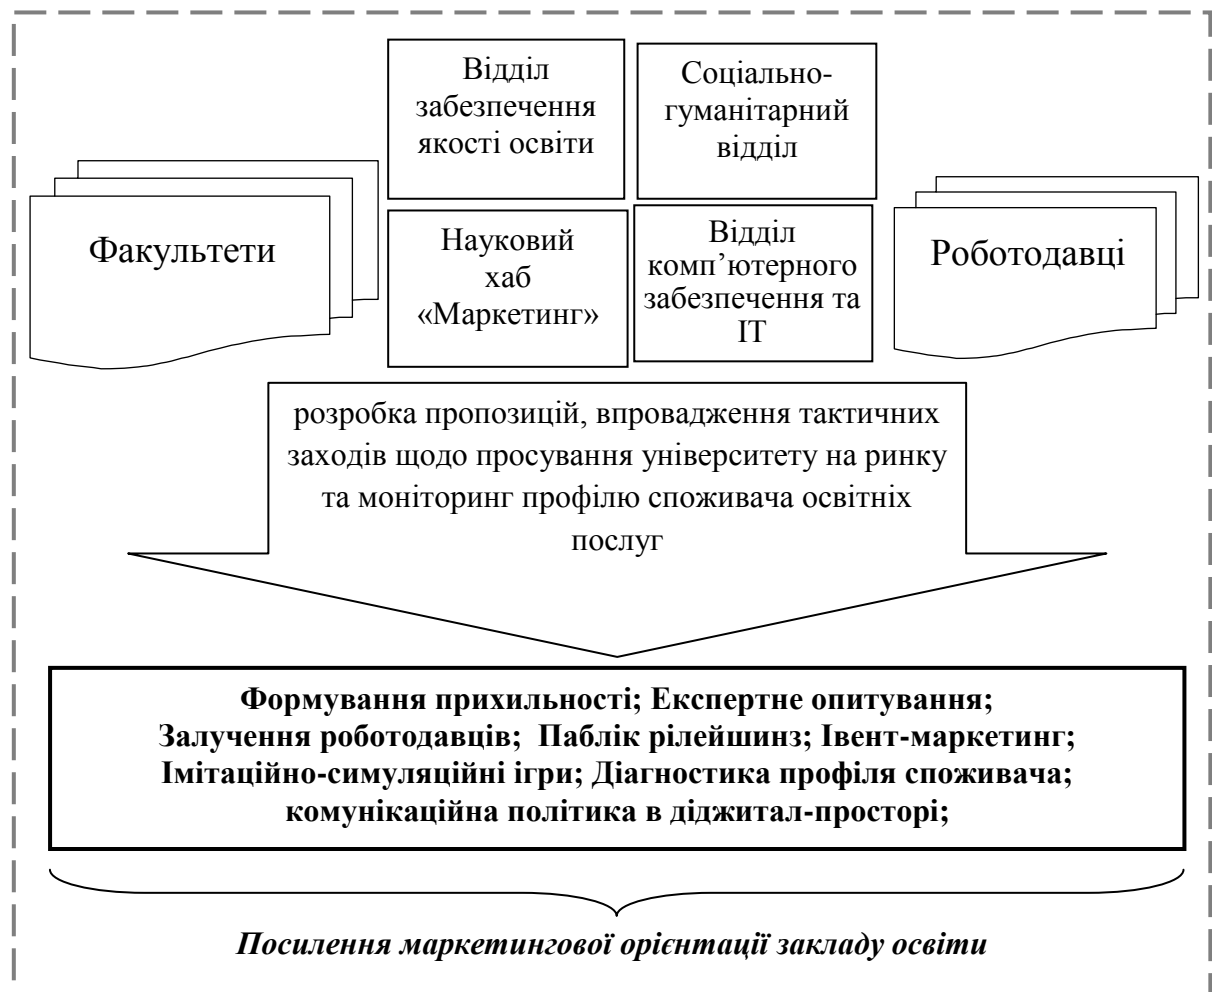 Відділ
забезпечення
якості освіти
Соціально-
гуманітарний
відділ
Факультети
Науковий
хаб
«Маркетинг»
Відділ
комп’ютерного
забезпечення та
ІТ
Роботодавці
розробка пропозицій, впровадження тактичних
заходів щодо просування університету на ринку
та моніторинг профілю споживача освітніх
послуг
Формування прихильності; Експертне опитування;
Залучення роботодавців; Паблік рілейшинз; Івент-маркетинг;
Імітаційно-симуляційні ігри; Діагностика профіля споживача;
комунікаційна політика в діджитал-просторі;
Посилення маркетингової орієнтації закладу освіти